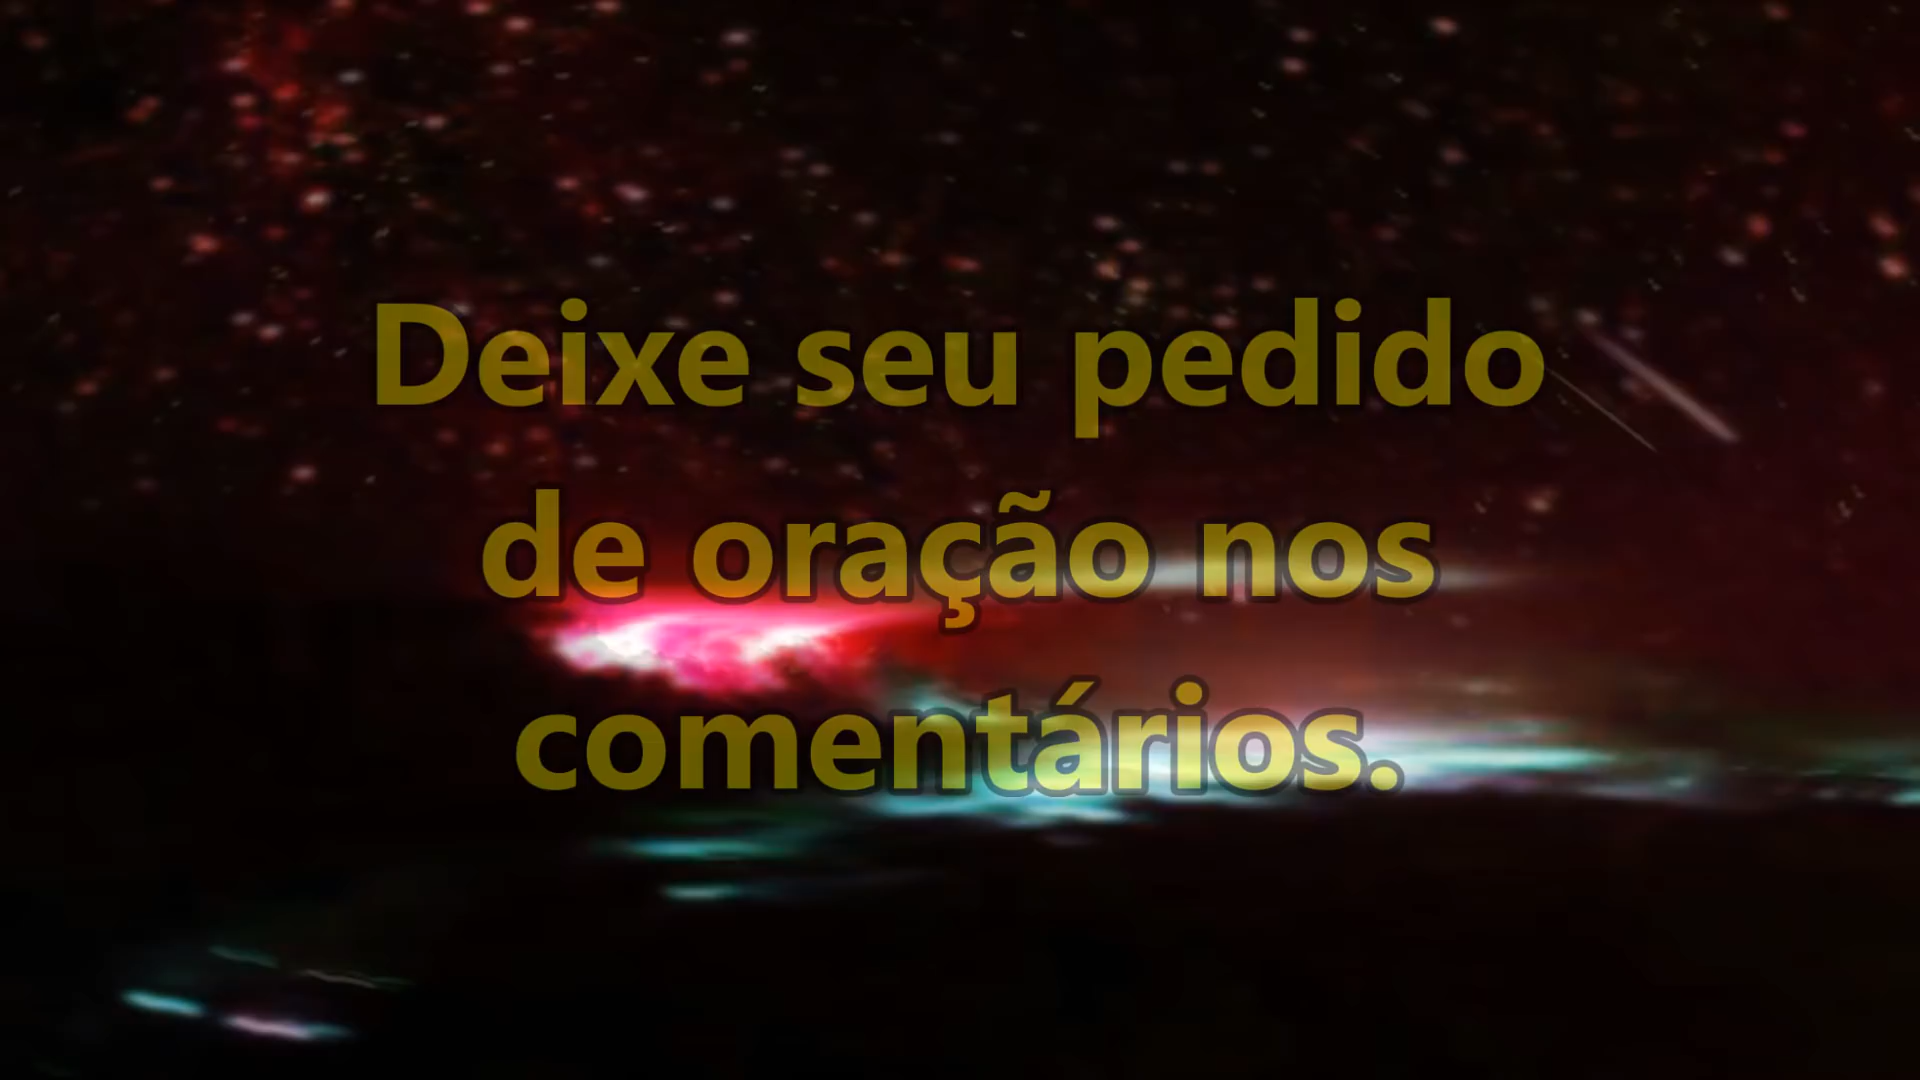 Deixe seu pedido
de oração nos
comentários.